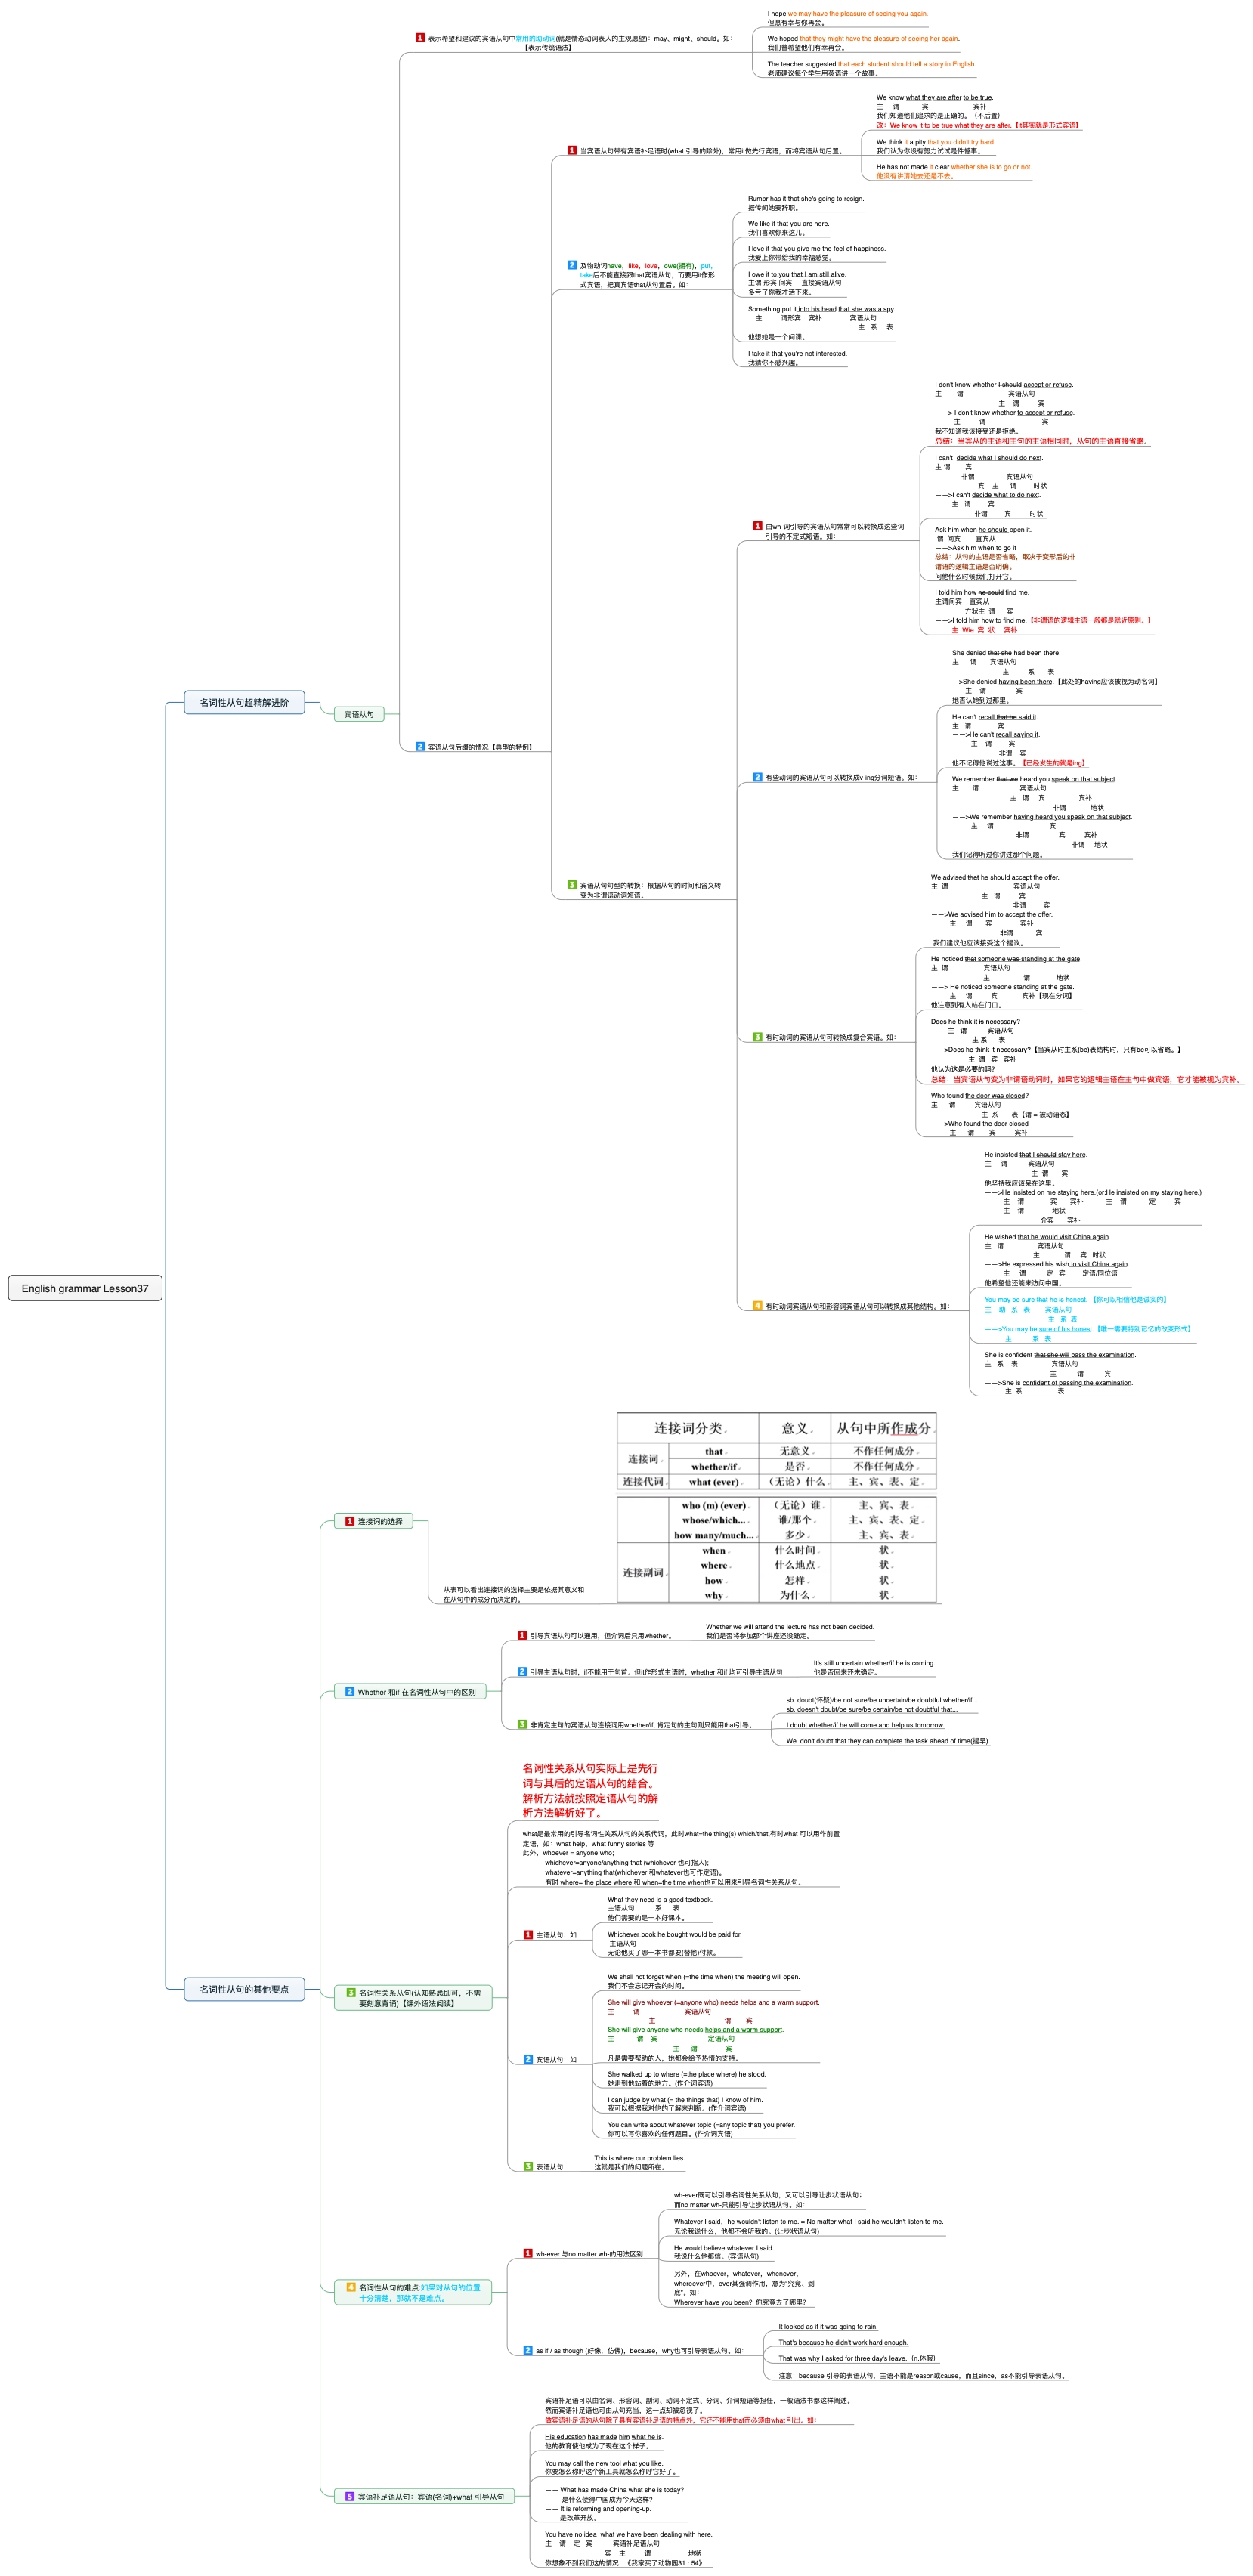 English grammar Lesson37
名词性从句超精解进阶
宾语从句
1 表示希望和建议的宾语从句中常用的助动词(就是情态动词表人的主观愿望)：may、might、should。如：
【表示传统语法】
I hope we may have the pleasure of seeing you again.
但愿有幸与你再会。
We hoped that they might have the pleasure of seeing her again.
我们曾希望他们有幸再会。
The teacher suggested that each student should tell a story in English.
老师建议每个学生用英语讲一个故事。
2 宾语从句后缀的情况【典型的特例】
1 当宾语从句带有宾语补足语时(what 引导的除外)，常用it做先行宾语，而将宾语从句后置。
We know what they are after to be true.
主 谓 宾 宾补
我们知道他们追求的是正确的。（不后置）
改：We know it to be true what they are after.【it其实就是形式宾语】
We think it a pity that you didn't try hard.
我们认为你没有努力试试是件憾事。
He has not made it clear whether she is to go or not.
他没有讲清她去还是不去。
2 及物动词have，like，love，owe(拥有)，put，
take后不能直接跟that宾语从句，而要用it作形
式宾语，把真宾语that从句置后。如：
Rumor has it that she's going to resign.
据传闻她要辞职。
We like it that you are here.
我们喜欢你来这儿。
I love it that you give me the feel of happiness.
我爱上你带给我的幸福感觉。
I owe it to you that I am still alive.
主谓 形宾 间宾 直接宾语从句
多亏了你我才活下来。
Something put it into his head that she was a spy.
主 谓形宾 宾补 宾语从句
主 系 表
他想她是一个间谍。
I take it that you're not interested.
我猜你不感兴趣。
3 宾语从句句型的转换：根据从句的时间和含义转
变为非谓语动词短语。
1 由wh-词引导的宾语从句常常可以转换成这些词
引导的不定式短语。如：
I don't know whether I should accept or refuse.
主 谓 宾语从句
主 谓 宾
——> I don't know whether to accept or refuse.
主 谓 宾
我不知道我该接受还是拒绝。
总结：当宾从的主语和主句的主语相同时，从句的主语直接省略。
I can't decide what I should do next.
主 谓 宾
非谓 宾语从句
宾 主 谓 时状
——>I can't decide what to do next.
主 谓 宾
非谓 宾 时状
Ask him when he should open it.
谓 间宾 直宾从
——>Ask him when to go it
总结：从句的主语是否省略，取决于变形后的非
谓语的逻辑主语是否明确。
问他什么时候我们打开它。
I told him how he could find me.
主谓间宾 直宾从
方状主 谓 宾
——>I told him how to find me.【非谓语的逻辑主语一般都是就近原则。】
主 Wie 宾 状 宾补
2 有些动词的宾语从句可以转换成v-ing分词短语。如：
She denied that she had been there.
主 谓 宾语从句
主 系 表
—>She denied having been there.【此处的having应该被视为动名词】
主 谓 宾
她否认她到过那里。
He can't recall that he said it.
主 谓 宾
——>He can't recall saying it.
主 谓 宾
非谓 宾
他不记得他说过这事。【已经发生的就是ing】
We remember that we heard you speak on that subject.
主 谓 宾语从句
主 谓 宾 宾补
非谓 地状
——>We remember having heard you speak on that subject.
主 谓 宾
非谓 宾 宾补
非谓 地状
我们记得听过你讲过那个问题。
3 有时动词的宾语从句可转换成复合宾语。如：
We advised that he should accept the offer.
主 谓 宾语从句
主 谓 宾
非谓 宾
——>We advised him to accept the offer.
主 谓 宾 宾补
非谓 宾
我们建议他应该接受这个提议。
He noticed that someone was standing at the gate.
主 谓 宾语从句
主 谓 地状
——> He noticed someone standing at the gate.
主 谓 宾 宾补【现在分词】
他注意到有人站在门口。
Does he think it is necessary?
主 谓 宾语从句
主 系 表
——>Does he think it necessary?【当宾从时主系(be)表结构时，只有be可以省略。】
主 谓 宾 宾补
他认为这是必要的吗?
总结：当宾语从句变为非谓语动词时，如果它的逻辑主语在主句中做宾语，它才能被视为宾补。
Who found the door was closed?
主 谓 宾语从句
主 系 表【谓 = 被动语态】
——>Who found the door closed
主 谓 宾 宾补
4 有时动词宾语从句和形容词宾语从句可以转换成其他结构。如：
He insisted that I should stay here.
主 谓 宾语从句
主 谓 宾
他坚持我应该呆在这里。
——>He insisted on me staying here.(or:He insisted on my staying here.)
主 谓 宾 宾补 主 谓 定 宾
主 谓 地状
介宾 宾补
He wished that he would visit China again.
主 谓 宾语从句
主 谓 宾 时状
——>He expressed his wish to visit China again.
主 谓 定 宾 定语/同位语
他希望他还能来访问中国。
You may be sure that he is honest. 【你可以相信他是诚实的】
主 助 系 表 宾语从句
主 系 表
——>You may be sure of his honest.【唯一需要特别记忆的改变形式】
主 系 表
She is confident that she will pass the examination.
主 系 表 宾语从句
主 谓 宾
——>She is confident of passing the examination.
主 系 表
名词性从句的其他要点
1 连接词的选择
从表可以看出连接词的选择主要是依据其意义和
在从句中的成分而决定的。
连接词分类 意义 从句中所作成分
连接词 that 无意义 不作任何成分
whether/if 是否 不作任何成分
连接代词 what (ever) （无论）什么 主、宾、表、定
who (m) (ever) （无论）谁 主、宾、表
whose/which... 谁/那个 主、宾、表、定
how many/much... 多少 主、宾、表
连接副词 when 什么时间 状
where 什么地点 状
how 怎样 状
why 为什么 状
2 Whether 和if 在名词性从句中的区别
1 引导宾语从句可以通用，但介词后只用whether。
Whether we will attend the lecture has not been decided.
我们是否将参加那个讲座还没确定。
2 引导主语从句时，if不能用于句首。但it作形式主语时，whether 和if 均可引导主语从句
It's still uncertain whether/if he is coming.
他是否回来还未确定。
3 非肯定主句的宾语从句连接词用whether/if, 肯定句的主句则只能用that引导。
sb. doubt(怀疑)/be not sure/be uncertain/be doubtful whether/if...
sb. doesn't doubt/be sure/be certain/be not doubtful that...
I doubt whether/if he will come and help us tomorrow.
We don't doubt that they can complete the task ahead of time(提早).
3 名词性关系从句(认知熟悉即可，不需
要刻意背诵)【课外语法阅读】
名词性关系从句实际上是先行
词与其后的定语从句的结合。
解析方法就按照定语从句的解
析方法解析好了。
what是最常用的引导名词性关系从句的关系代词，此时what=the thing(s) which/that,有时what 可以用作前置
定语，如：what help，what funny stories 等
此外，whoever = anyone who;
whichever=anyone/anything that (whichever 也可指人);
whatever=anything that(whichever 和whatever也可作定语)。
有时 where= the place where 和 when=the time when也可以用来引导名词性关系从句。
1 主语从句：如
What they need is a good textbook.
主语从句 系 表
他们需要的是一本好课本。
Whichever book he bought would be paid for.
主语从句
无论他买了哪一本书都要(替他)付款。
2 宾语从句：如
We shall not forget when (=the time when) the meeting will open.
我们不会忘记开会的时间。
She will give whoever (=anyone who) needs helps and a warm support.
主 谓 宾语从句
主 谓 宾
She will give anyone who needs helps and a warm support.
主 谓 宾 定语从句
主 谓 宾
凡是需要帮助的人，她都会给予热情的支持。
She walked up to where (=the place where) he stood.
她走到他站着的地方。(作介词宾语)
I can judge by what (= the things that) I know of him.
我可以根据我对他的了解来判断。(作介词宾语)
You can write about whatever topic (=any topic that) you prefer.
你可以写你喜欢的任何题目。(作介词宾语)
3 表语从句
This is where our problem lies.
这就是我们的问题所在。
4 名词性从句的难点:如果对从句的位置
十分清楚，那就不是难点。
1 wh-ever 与no matter wh-的用法区别
wh-ever既可以引导名词性关系从句，又可以引导让步状语从句；
而no matter wh-只能引导让步状语从句。如：
Whatever I said，he wouldn't listen to me. = No matter what I said,he wouldn't listen to me.
无论我说什么，他都不会听我的。(让步状语从句)
He would believe whatever I said.
我说什么他都信。(宾语从句)
另外，在whoever，whatever，whenever，
whereever中，ever其强调作用，意为"究竟、到
底"。如：
Wherever have you been？你究竟去了哪里？
2 as if / as though (好像，仿佛)，because，why也可引导表语从句。如：
It looked as if it was going to rain.
That's because he didn't work hard enough.
That was why I asked for three day's leave.（n.休假）
注意：because 引导的表语从句，主语不能是reason或cause，而且since，as不能引导表语从句。
5 宾语补足语从句：宾语(名词)+what 引导从句
宾语补足语可以由名词、形容词、副词、动词不定式、分词、介词短语等担任，一般语法书都这样阐述。
然而宾语补足语也可由从句充当，这一点却被忽视了。
做宾语补足语的从句除了具有宾语补足语的特点外，它还不能用that而必须由what 引出。如：
His education has made him what he is.
他的教育使他成为了现在这个样子。
You may call the new tool what you like.
你要怎么称呼这个新工具就怎么称呼它好了。
—— What has made China what she is today?
是什么使得中国成为今天这样?
—— It is reforming and opening-up.
是改革开放。
You have no idea what we have been dealing with here.
主 谓 定 宾 宾语补足语从句
宾 主 谓 地状
你想象不到我们这的情况. 《我家买了动物园31：54》